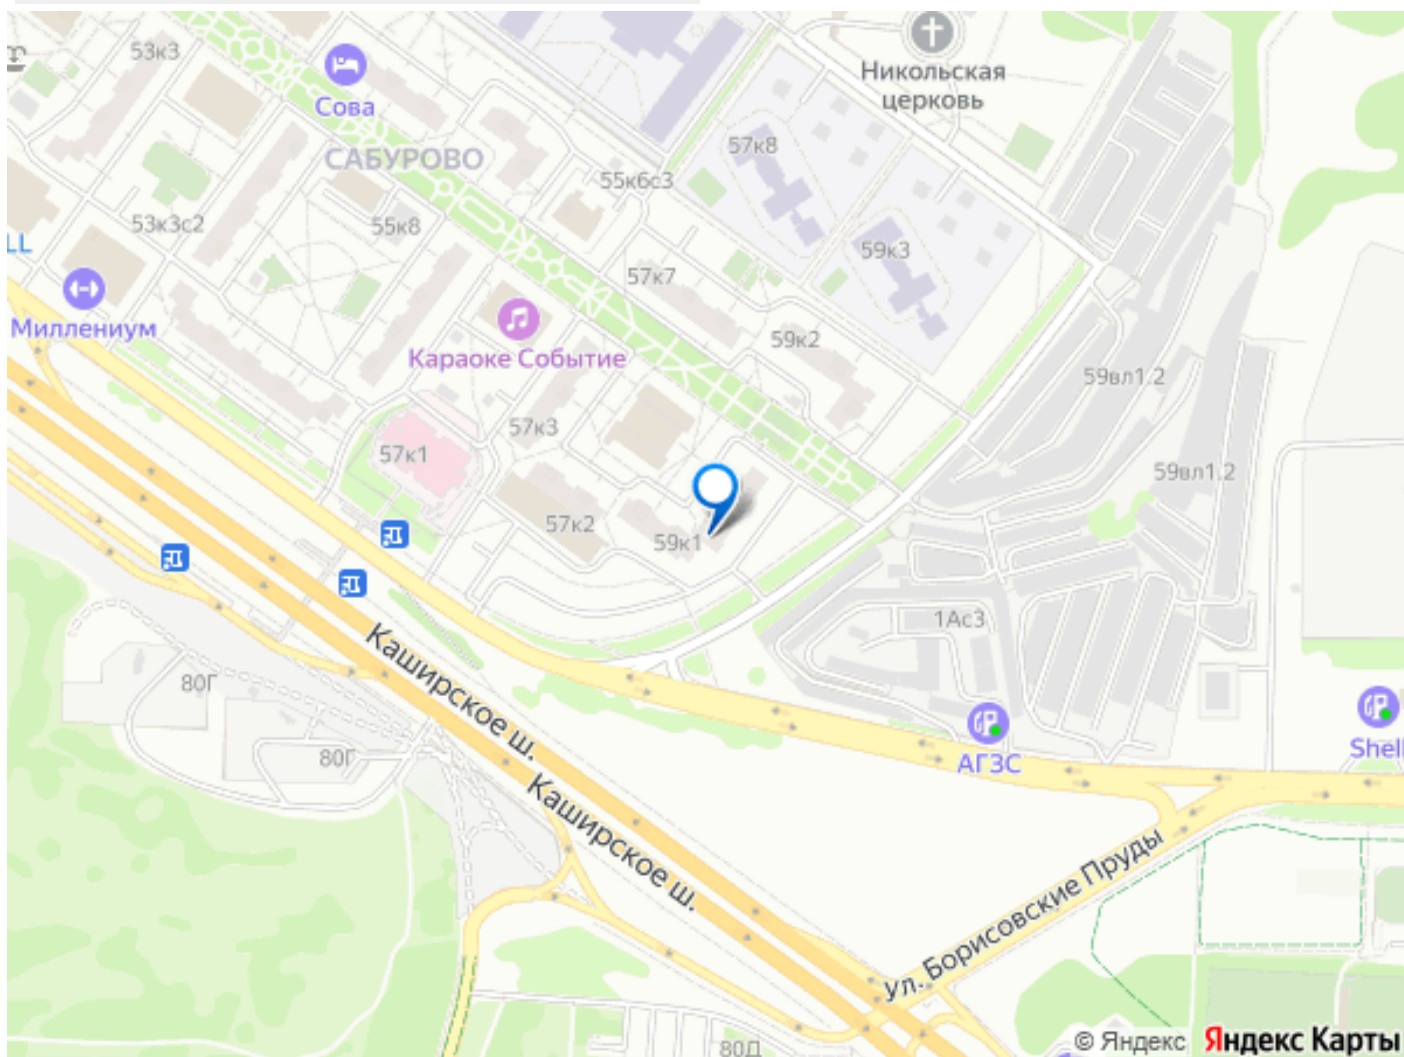 53к3
Никольская
церковь
Сова
57к8
САБУРОВО
55к6с3
53к3с2
55к8
59к3
LL
57к7
Миллениум
59к2
Караоке Событие
59вл1.2
57к3
57к1
59вл1.2
57к2
59к1
1Ас3
Каширское ш.
80Г
80Г
АГЗС
Shell
Каширское ш.
ул. Борисовские Пруды
80Д
© Яндекс Яндекс Карты